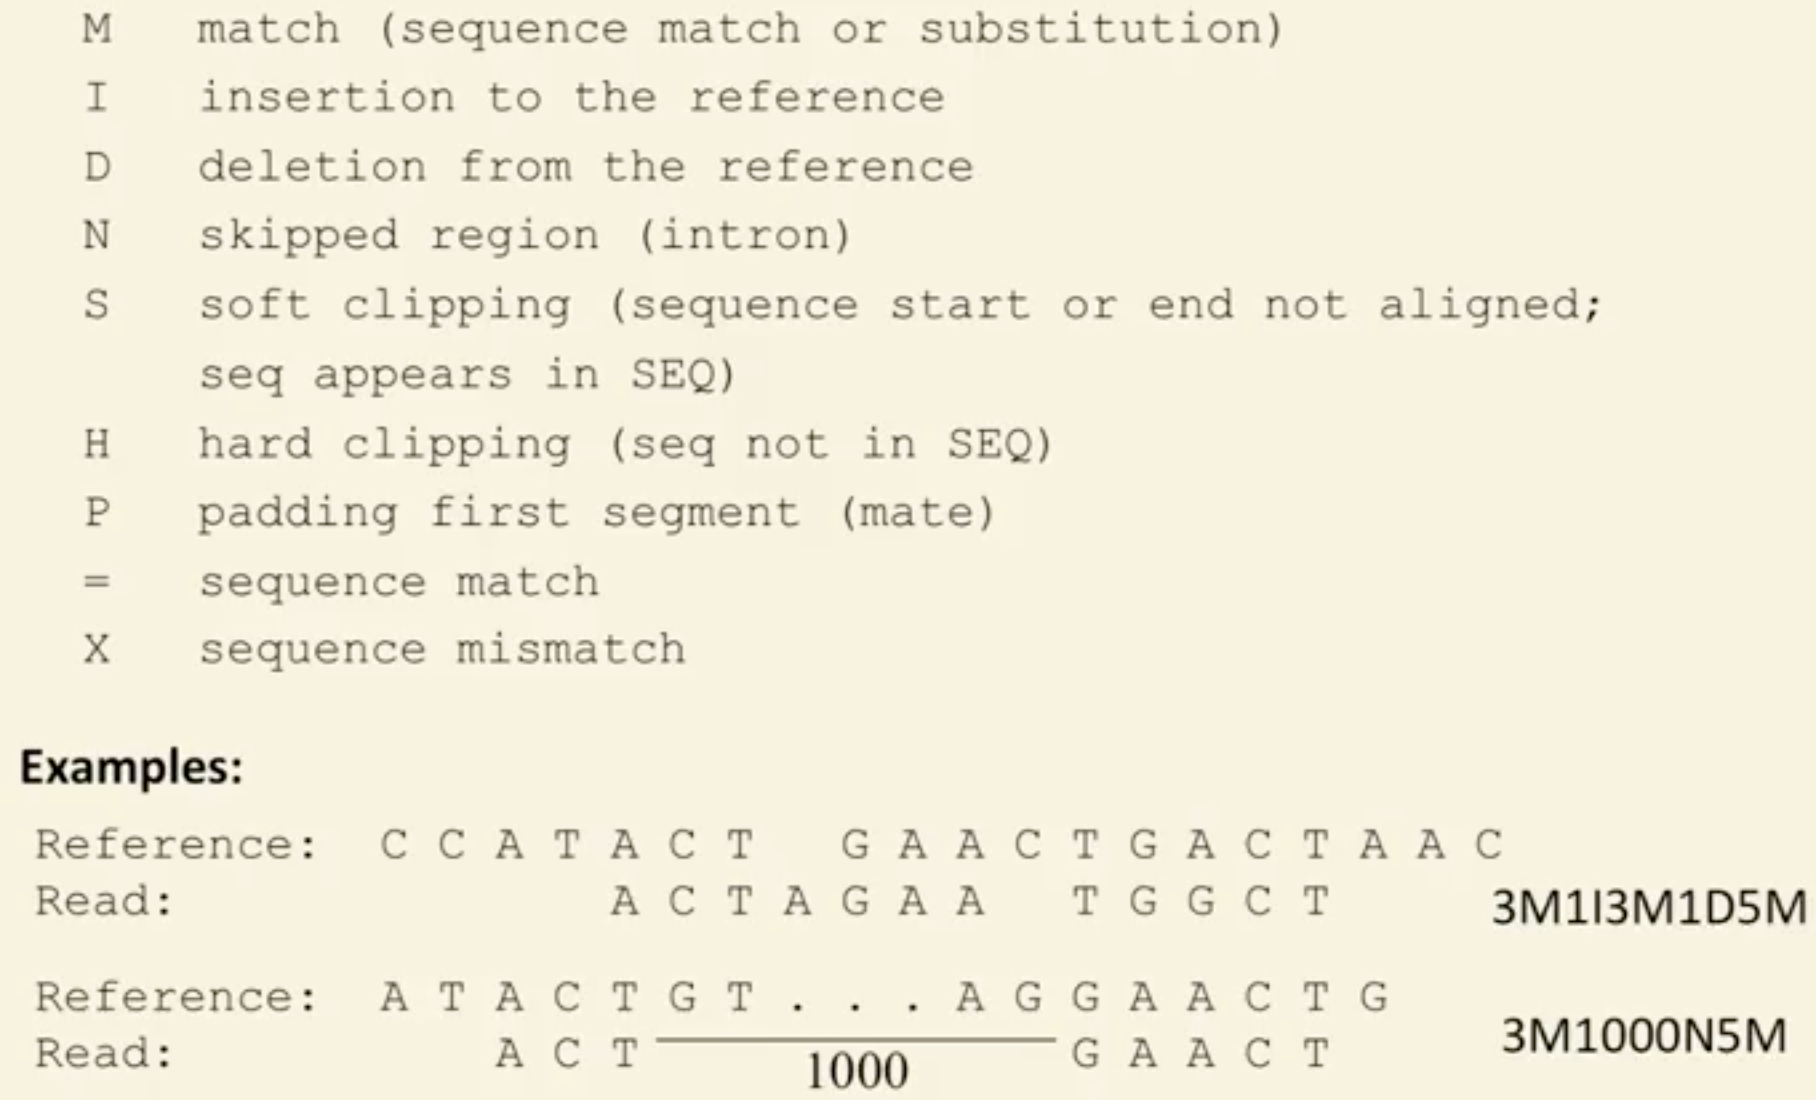 M match (sequence match or substitution)
I insertion to the reference
D deletion from the reference
N skipped region (intron)
S soft clipping (sequence start or end not aligned;
seq appears in SEQ)
H hard clipping (seq not in SEQ)
P padding first segment (mate)
= sequence match
X sequence mismatch
Examples:
Reference: C C A T A C T   G A A C T G A C T A A C
Read: A C T A G A A   T G G C T 3M1I3M1D5M
Reference: A T A C T G T . . . A G G A A C T G
Read: A C T 1000 G A A C T 3M1000N5M